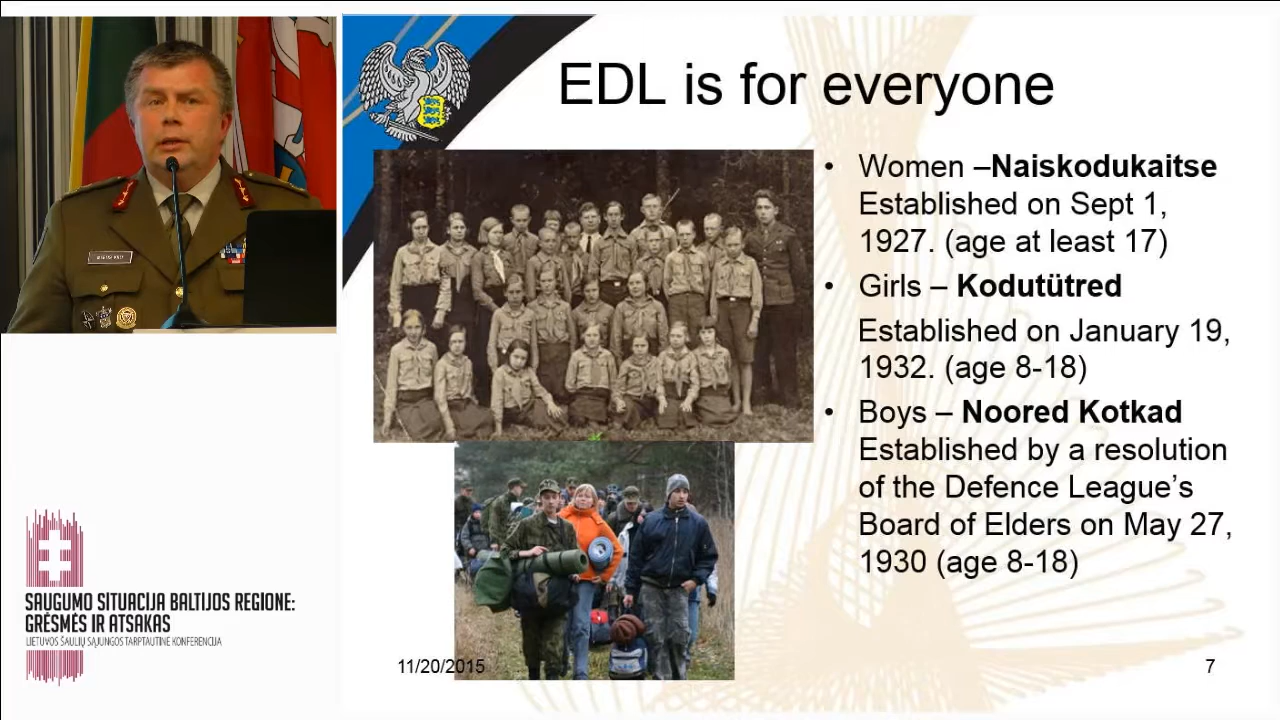 EDL is for everyone
• Women –Naiskodukaitse
Established on Sept 1,
1927. (age at least 17)
• Girls – Kodutütred
Established on January 19,
1932. (age 8-18)
• Boys – Noored Kotkad
Established by a resolution
of the Defence League's
Board of Elders on May 27,
1930 (age 8-18)
11/20/2015
7
SAUGUMO SITUACIJA BALTIJOS REGIONE:
GRĖSMĖS IR ATSAKAS
LIETUVOS ŠAULIŲ SĄJUNGOS TARPTAUTINĖ KONFERENCIJA